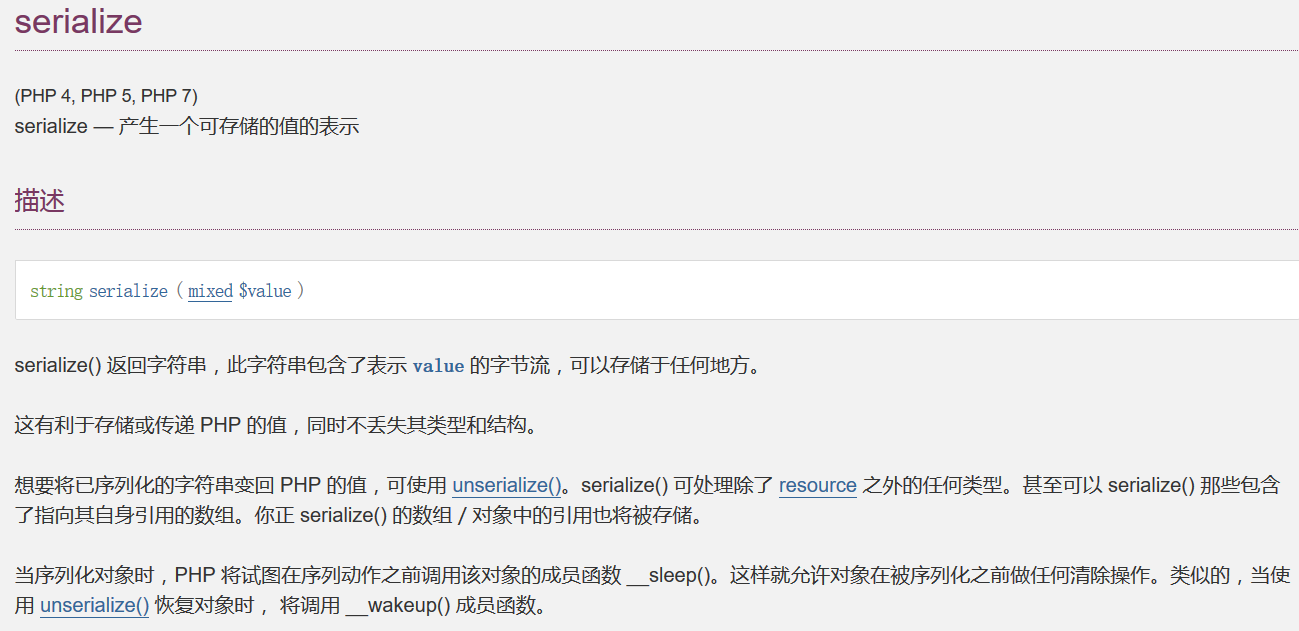 serialize
(PHP 4, PHP 5, PHP 7)
serialize — 产生一个可存储的值的表示
描述
string serialize ( mixed $value )
serialize() 返回字符串，此字符串包含了表示 value 的字节流，可以存储于任何地方。
这有利于存储或传递 PHP 的值，同时不丢失其类型和结构。
想要将已序列化的字符串变回 PHP 的值，可使用 unserialize()。serialize() 可处理除了 resource 之外的任何类型。甚至可以 serialize() 那些包含
了指向其自身引用的数组。你正 serialize() 的数组／对象中的引用也将被存储。
当序列化对象时，PHP 将试图在序列动作之前调用该对象的成员函数 __sleep()。这样就允许对象在被序列化之前做任何清除操作。类似的，当使
用 unserialize() 恢复对象时， 将调用 __wakeup() 成员函数。